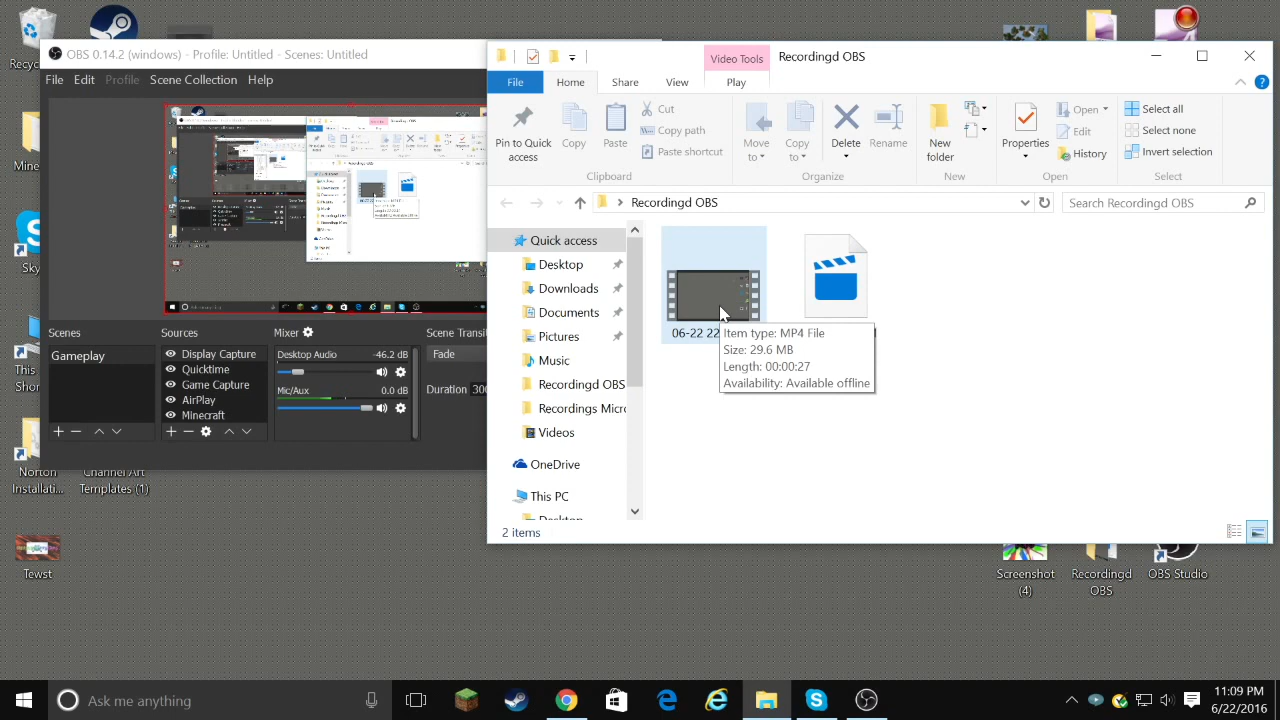 Recyc
OBS 0.14.2 (windows) - Profile: Untitled - Scenes: Untitled
File Edit Profile Scene Collection Help
Scenes
Gameplay
Sources
Display Capture
Quicktime
Game Capture
AirPlay
Minecraft
Mixer
Desktop Audio -46.2 dB
Mic/Aux 0.0 dB
Scene Transiti
Fade
Duration 300
Video Tools
Recordingd OBS
File Home Share View Play
Pin to Quick
access
Copy
Paste
Cut
Copy path
Paste shortcut
Clipboard
Move
to
Copy
to
Delete
Rename
Organize
New
folder
New
Properties
Open
Edit
History
Open
Select all
Select none
Invert selection
Select
Recordingd OBS
Search Recordingd OBS
Quick access
Desktop
Downloads
Documents
Pictures
Music
Recordingd OBS
Recordings Micro
Videos
OneDrive
This PC
Desktop
06-22 22
Item type: MP4 File
Size: 29.6 MB
Length: 00:00:27
Availability: Available offline
2 items
Mine
Sky
This
Shor
Norton
Installati...
Channel Art
Templates (1)
Tewst
Screenshot
(4)
Recordingd
OBS
OBS Studio
Ask me anything
11:09 PM
6/22/2016